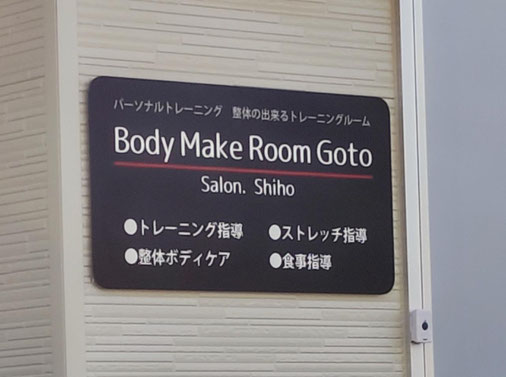 パーソナルトレーニング 整体の出来るトレーニングルーム
Body Make Room Goto
Salon. Shiho
●トレーニング指導 ●ストレッチ指導
●整体ボディケア ●食事指導